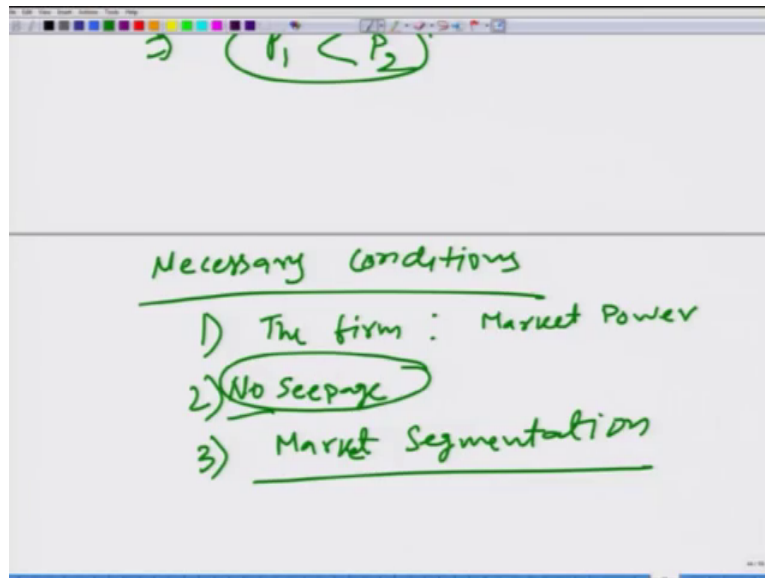 ⇒ P₁ < P₂.
Necessary Conditions
1) The firm : Market Power
2) No Seepage
3) Market Segmentation